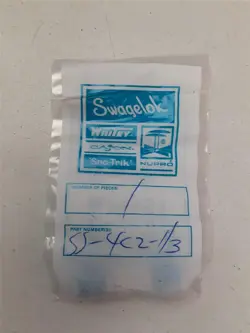 Swagelok
WHITEY
CAJON
Sno-Trik
NUPRO
NUMBER OF PIECES
1
PART NUMBER(S)
SS-4C2-1/3